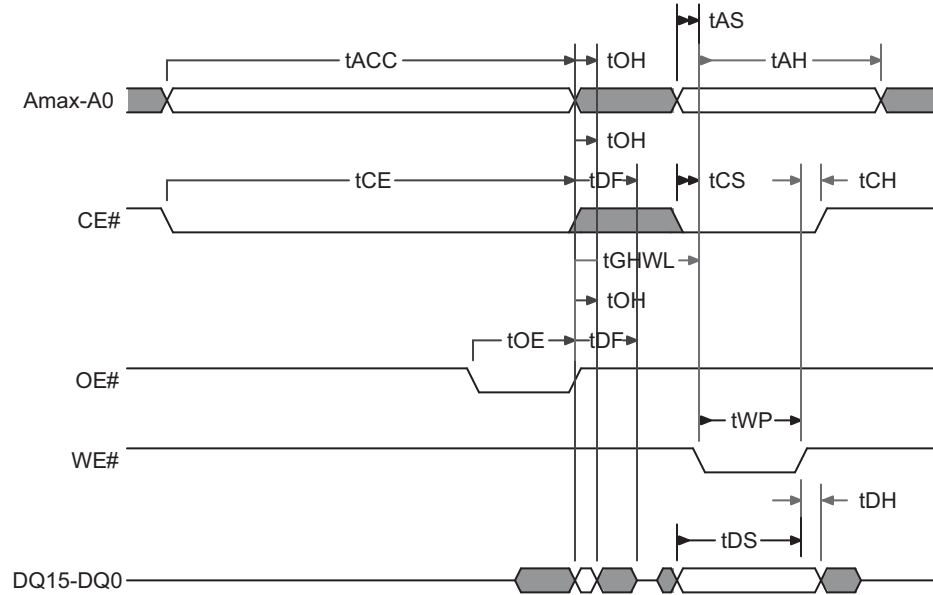 tAS
tACC
tOH
tAH
Amax-A0
tOH
tCE
tDF
tCS
tCH
CE#
tGHWL
tOH
tOE
tDF
OE#
tWP
WE#
tDH
tDS
DQ15-DQ0